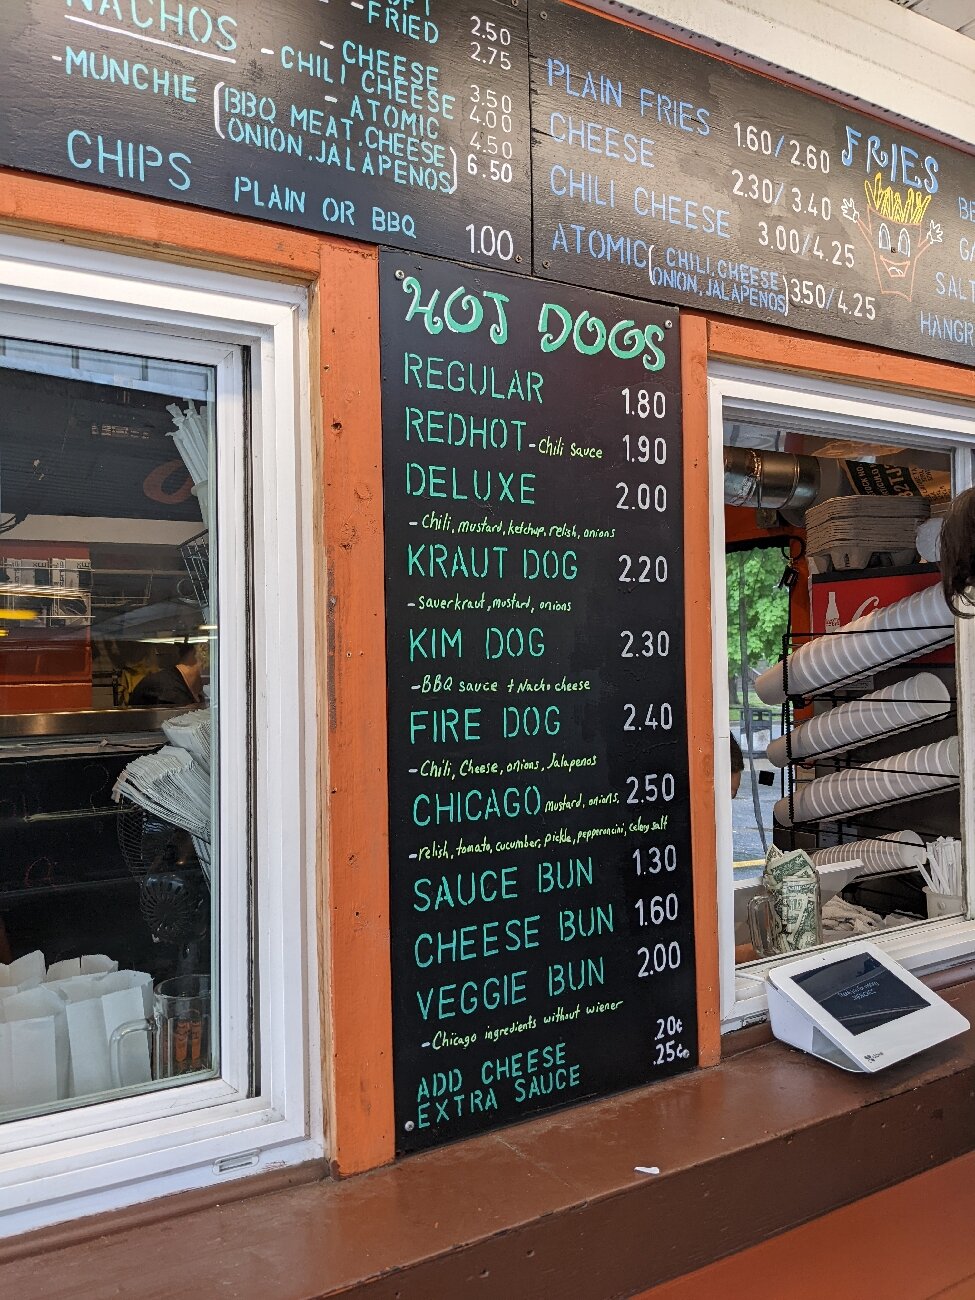 NACHOS
-FRIED 2.50
2.75
-CHEESE 3.50
-CHILI CHEESE 4.00
-ATOMIC 4.50
-MUNCHIE (BBQ MEAT, CHEESE 6.50
ONION, JALAPENOS)
CHIPS PLAIN OR BBQ 1.00
FRIES
PLAIN FRIES 1.60/2.60
CHEESE 2.30/3.40
CHILI CHEESE 3.00/4.25
ATOMIC (CHILI, CHEESE 3.50/4.25
ONION, JALAPENOS)
HOT DOGS
REGULAR 1.80
REDHOT -Chili sauce 1.90
DELUXE 2.00
-Chili, mustard, ketchup, relish, onions
KRAUT DOG 2.20
-sauerkraut, mustard, onions
KIM DOG 2.30
-BBQ sauce + Nacho cheese
FIRE DOG 2.40
-Chili, Cheese, onions, Jalapenos
CHICAGO mustard, onions, 2.50
-relish, tomato, cucumber, pickle, pepperoncini, celery salt
SAUCE BUN 1.30
CHEESE BUN 1.60
VEGGIE BUN 2.00
-Chicago ingredients without wiener
ADD CHEESE .20¢
EXTRA SAUCE .25¢